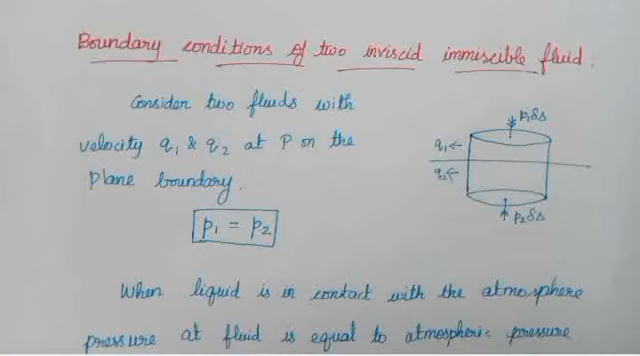 Boundary conditions of two inviscid immiscible fluid.
Consider two fluids with
velocity q₁ & q₂ at P on the
plane boundary.
p₁ = p₂
p₁δs
q₁ ←
q₂ ←
p₂δs
When liquid is in contact with the atmosphere
pressure at fluid is equal to atmospheric pressure